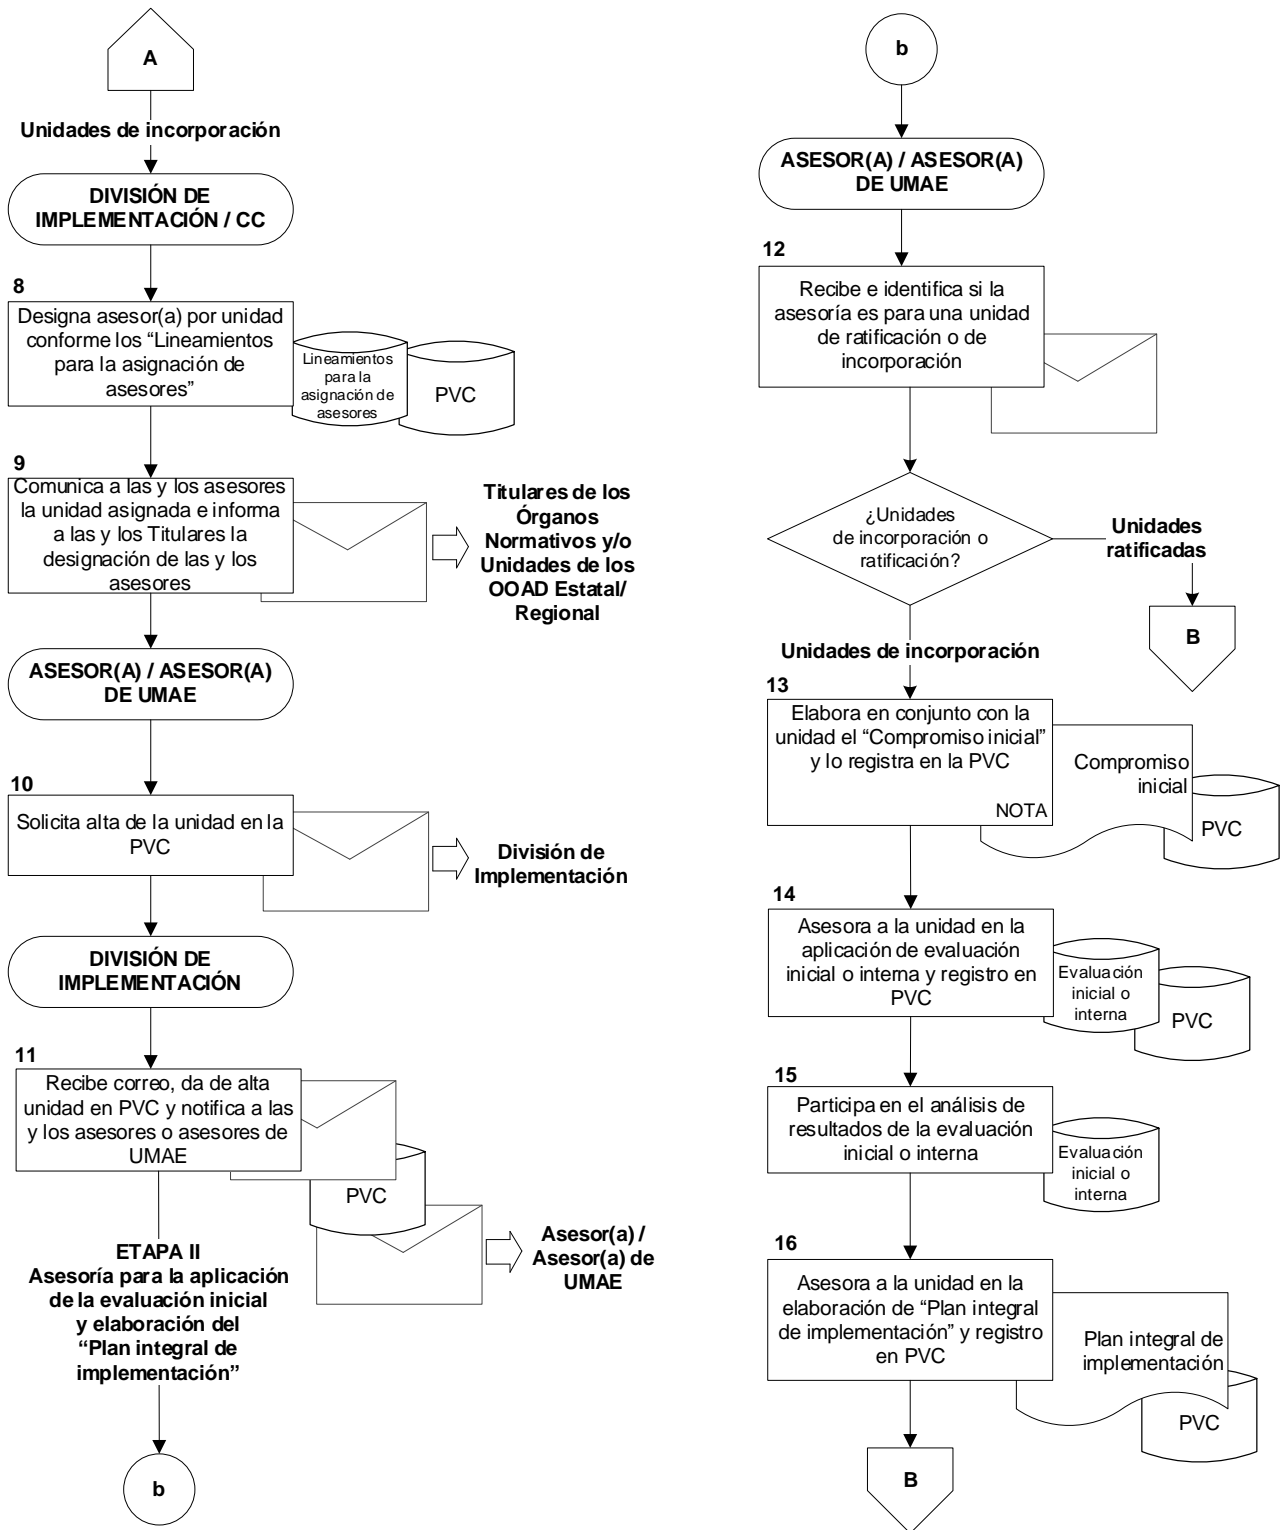 A
Unidades de incorporación
DIVISIÓN DE
IMPLEMENTACIÓN / CC
8
Designa asesor(a) por unidad
conforme los “Lineamientos
para la asignación de
asesores”
Lineamientos
para la
asignación de
asesores
PVC
9
Comunica a las y los asesores
la unidad asignada e informa
a las y los Titulares la
designación de las y los
asesores
Titulares de los
Órganos
Normativos y/o
Unidades de los
OOAD Estatal/
Regional
ASESOR(A) / ASESOR(A)
DE UMAE
10
Solicita alta de la unidad en la
PVC
División de
Implementación
DIVISIÓN DE
IMPLEMENTACIÓN
11
Recibe correo, da de alta
unidad en PVC y notifica a las
y los asesores o asesores de
UMAE
PVC
Asesor(a) /
Asesor(a) de
UMAE
ETAPA II
Asesoría para la aplicación
de la evaluación inicial
y elaboración del
“Plan integral de
implementación”
b
b
ASESOR(A) / ASESOR(A)
DE UMAE
12
Recibe e identifica si la
asesoría es para una unidad
de ratificación o de
incorporación
¿Unidades
de incorporación o
ratificación?
Unidades
ratificadas
B
Unidades de incorporación
13
Elabora en conjunto con la
unidad el “Compromiso inicial”
y lo registra en la PVC
NOTA
Compromiso
inicial
PVC
14
Asesora a la unidad en la
aplicación de evaluación
inicial o interna y registro en
PVC
Evaluación
inicial o
interna
PVC
15
Participa en el análisis de
resultados de la evaluación
inicial o interna
Evaluación
inicial o
interna
16
Asesora a la unidad en la
elaboración de “Plan integral
de implementación” y registro
en PVC
Plan integral de
implementación
PVC
B